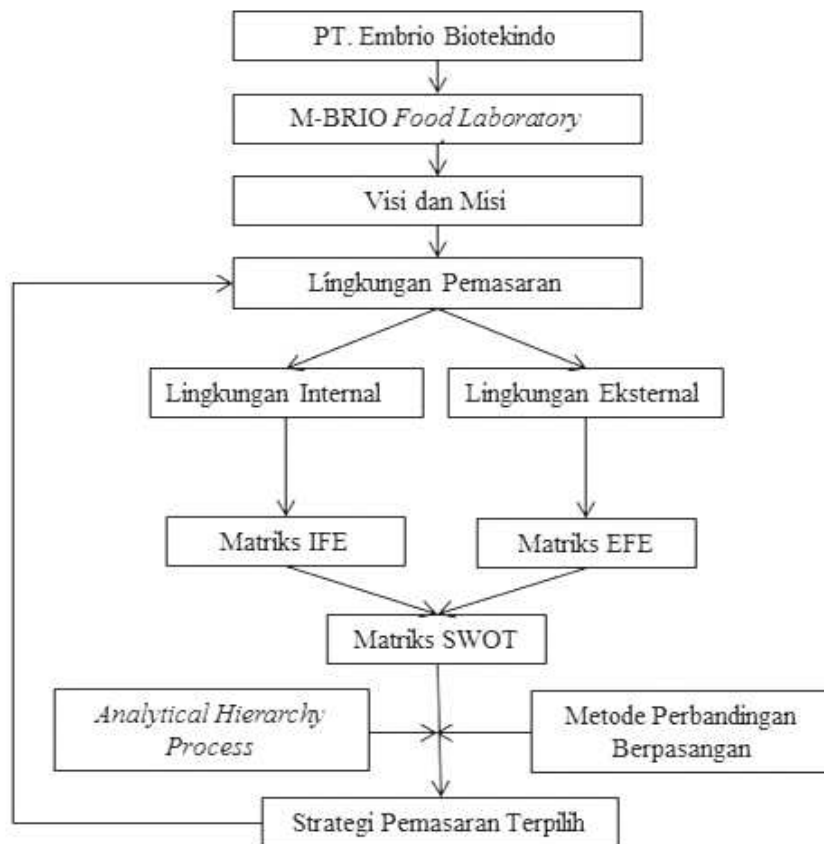 PT. Embrio Biotekindo
M-BRIO Food Laboratory
Visi dan Misi
Língkungan Pemasaran
Lingkungan Internal
Lingkungan Eksternal
Matriks IFE
Matriks EFE
Matriks SWOT
Analytical Hierarchy
Process
Metode Perbandingan
Berpasangan
Strategi Pemasaran Terpilih